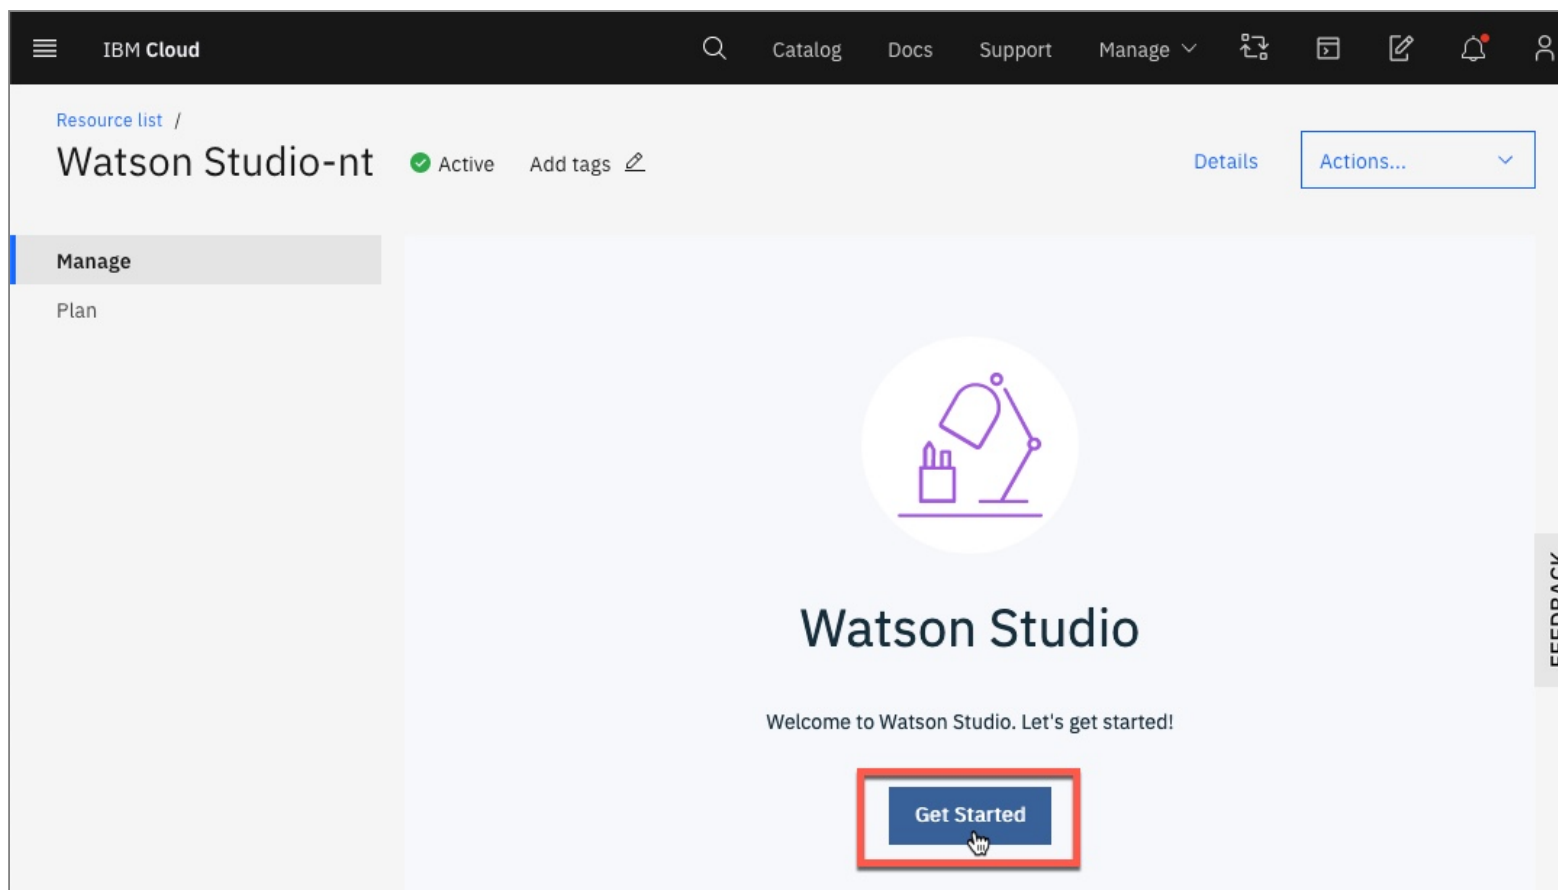 IBM Cloud Catalog Docs Support Manage
Resource list /
Watson Studio-nt Active Add tags Details Actions...
Manage
Plan
Watson Studio
Welcome to Watson Studio. Let's get started!
Get Started
FEEDBACK